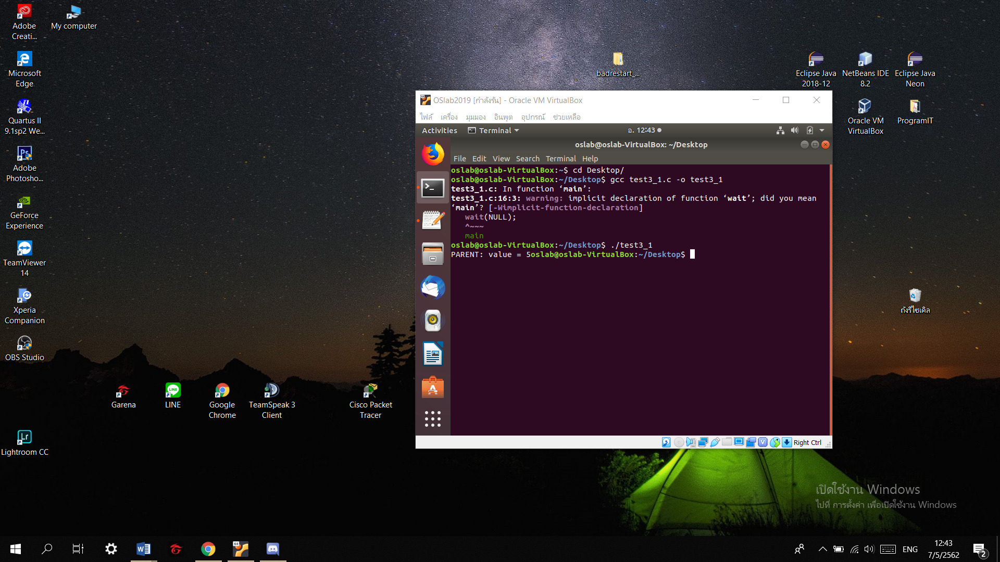 Adobe
Creati...
My computer
Microsoft
Edge
Quartus II
9.1sp2 We...
Ps
Adobe
Photosho...
GeForce
Experience
TeamViewer
14
Xperia
Companion
OBS Studio
Garena
LINE
LINE
Google
Chrome
TeamSpeak 3
Client
Cisco Packet
Tracer
Lr
Lightroom CC
badrestart_...
Eclipse Java
2018-12
NetBeans IDE
8.2
Eclipse Java
Neon
Oracle VM
VirtualBox
ProgramIT
ถังรีไซเคิล
OSlab2019 [กำลังรัน] - Oracle VM VirtualBox
ไฟล์ เครื่อง มุมมอง อินพุต อุปกรณ์ ช่วยเหลือ
Activities Terminal อ. 12:43
oslab@oslab-VirtualBox: ~/Desktop
File Edit View Search Terminal Help
oslab@oslab-VirtualBox:~$ cd Desktop/
oslab@oslab-VirtualBox:~/Desktop$ gcc test3_1.c -o test3_1
test3_1.c: In function ‘main’:
test3_1.c:16:3: warning: implicit declaration of function ‘wait’; did you mean
‘main’? [-Wimplicit-function-declaration]
wait(NULL);
^~~~
main
oslab@oslab-VirtualBox:~/Desktop$ ./test3_1
PARENT: value = 5oslab@oslab-VirtualBox:~/Desktop$
Right Ctrl
เปิดใช้งาน Windows
ไปที่ การตั้งค่า เพื่อเปิดใช้งาน Windows
64
ENG
12:43
7/5/2562
2